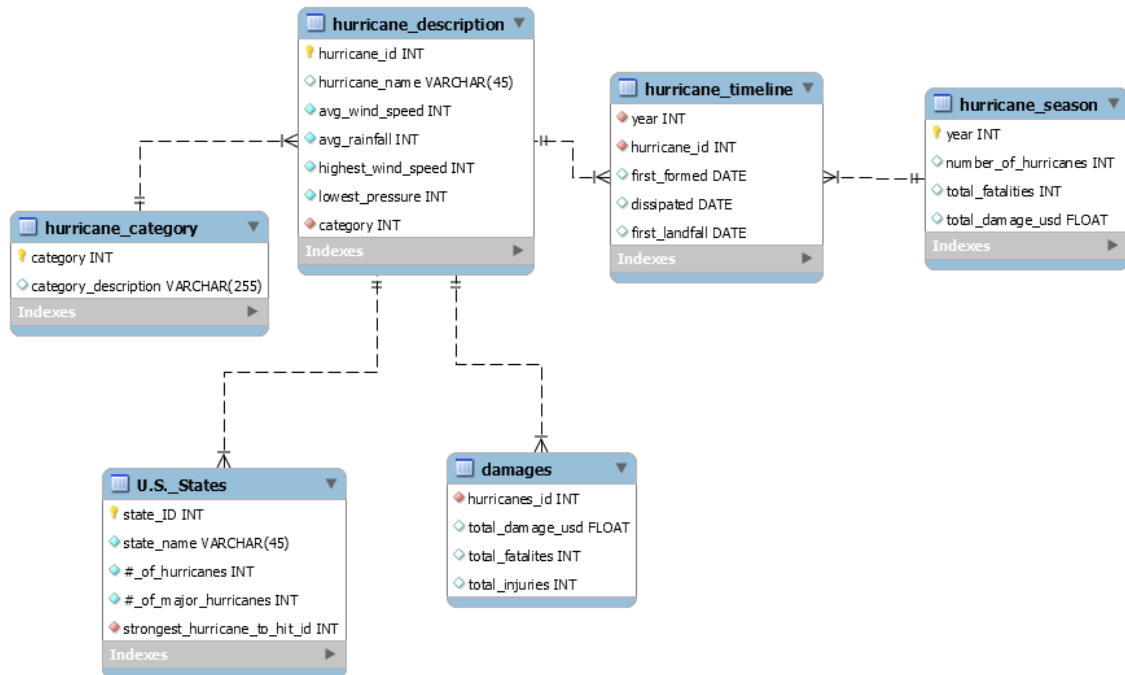 hurricane_description
hurricane_id INT
hurricane_name VARCHAR(45)
avg_wind_speed INT
avg_rainfall INT
highest_wind_speed INT
lowest_pressure INT
category INT
Indexes
hurricane_timeline
year INT
hurricane_id INT
first_formed DATE
dissipated DATE
first_landfall DATE
Indexes
hurricane_season
year INT
number_of_hurricanes INT
total_fatalities INT
total_damage_usd FLOAT
Indexes
hurricane_category
category INT
category_description VARCHAR(255)
Indexes
U.S._States
state_ID INT
state_name VARCHAR(45)
#_of_hurricanes INT
#_of_major_hurricanes INT
strongest_hurricane_to_hit_id INT
Indexes
damages
hurricanes_id INT
total_damage_usd FLOAT
total_fatalites INT
total_injuries INT
Indexes